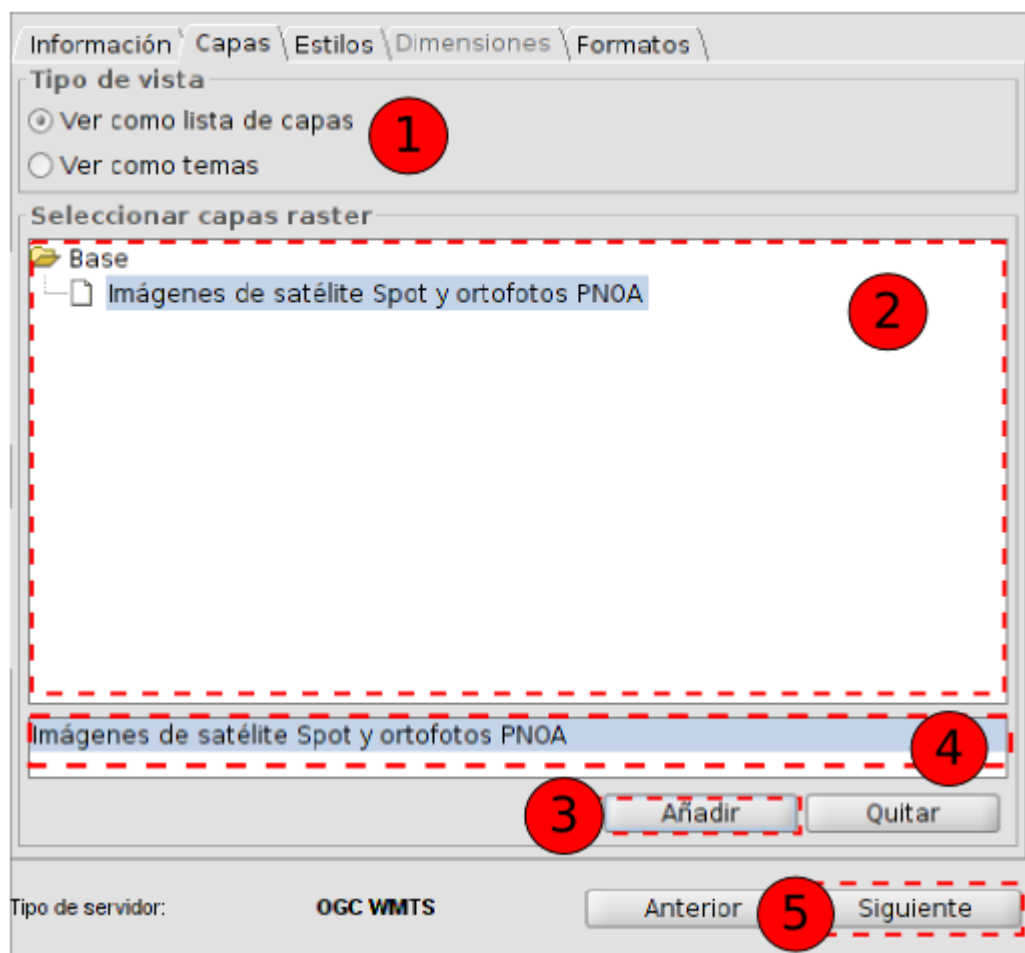 Información Capas Estilos Dimensiones Formatos
Tipo de vista
Ver como lista de capas
1
Ver como temas
Seleccionar capas raster
Base
Imágenes de satélite Spot y ortofotos PNOA
2
Imágenes de satélite Spot y ortofotos PNOA
4
3 Añadir Quitar
Tipo de servidor: OGC WMTS Anterior 5 Siguiente